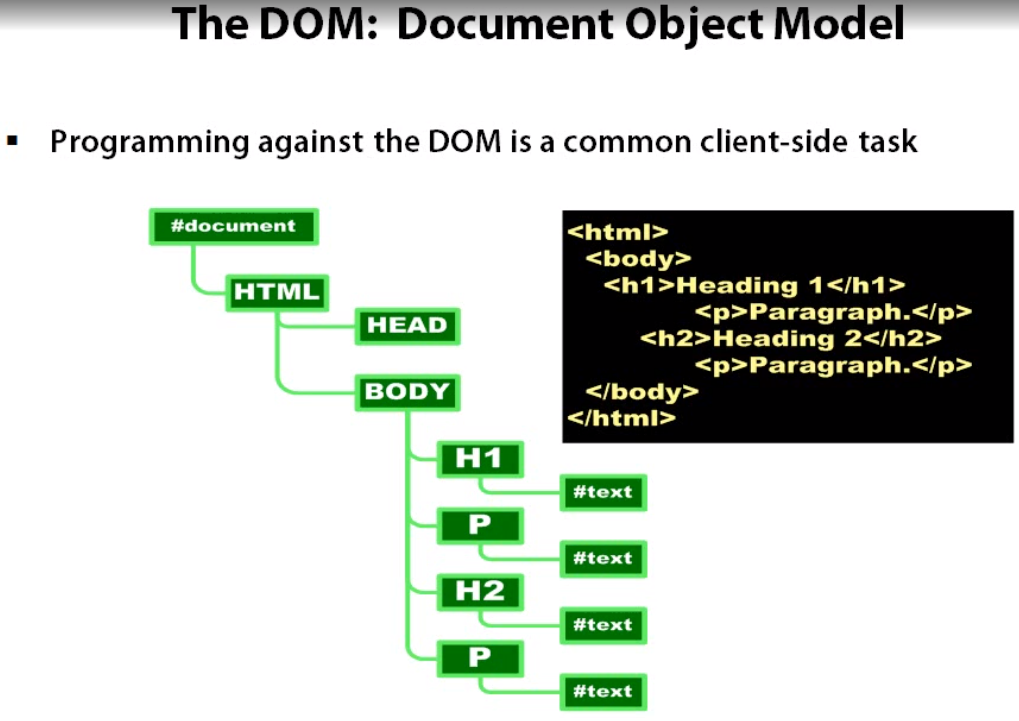 The DOM: Document Object Model
▪ Programming against the DOM is a common client-side task
#document
HTML
HEAD
BODY
H1
#text
P
#text
H2
#text
P
#text
<html>
<body>
<h1>Heading 1</h1>
<p>Paragraph.</p>
<h2>Heading 2</h2>
<p>Paragraph.</p>
</body>
</html>